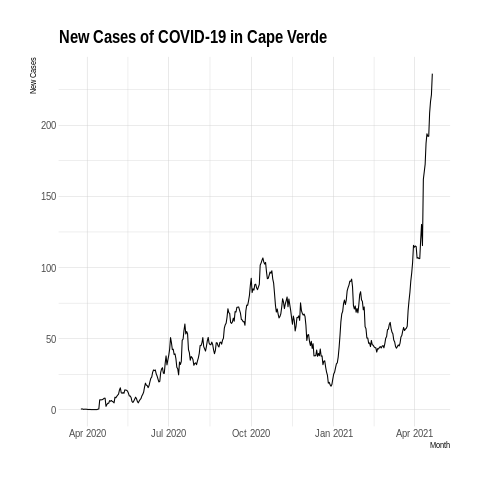 New Cases of COVID-19 in Cape Verde
New Cases
200
150
100
50
0
Apr 2020 Jul 2020 Oct 2020 Jan 2021 Apr 2021
Month